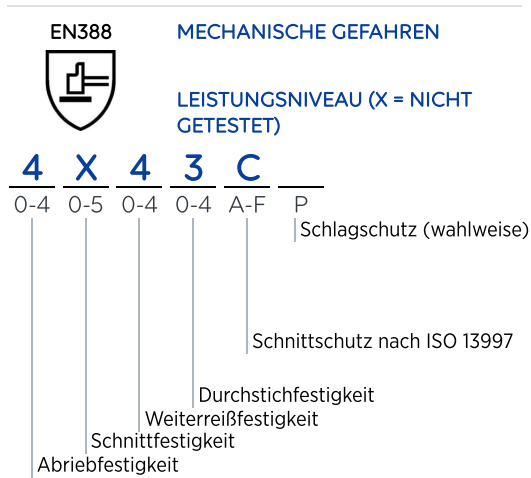 EN388
MECHANISCHE GEFAHREN
LEISTUNGSNIVEAU (X = NICHT
GETESTET)
4 X 4 3 C
0-4 0-5 0-4 0-4 A-F P
Schlagschutz (wahlweise)
Schnittschutz nach ISO 13997
Durchstichfestigkeit
Weiterreißfestigkeit
Schnittfestigkeit
Abriebfestigkeit